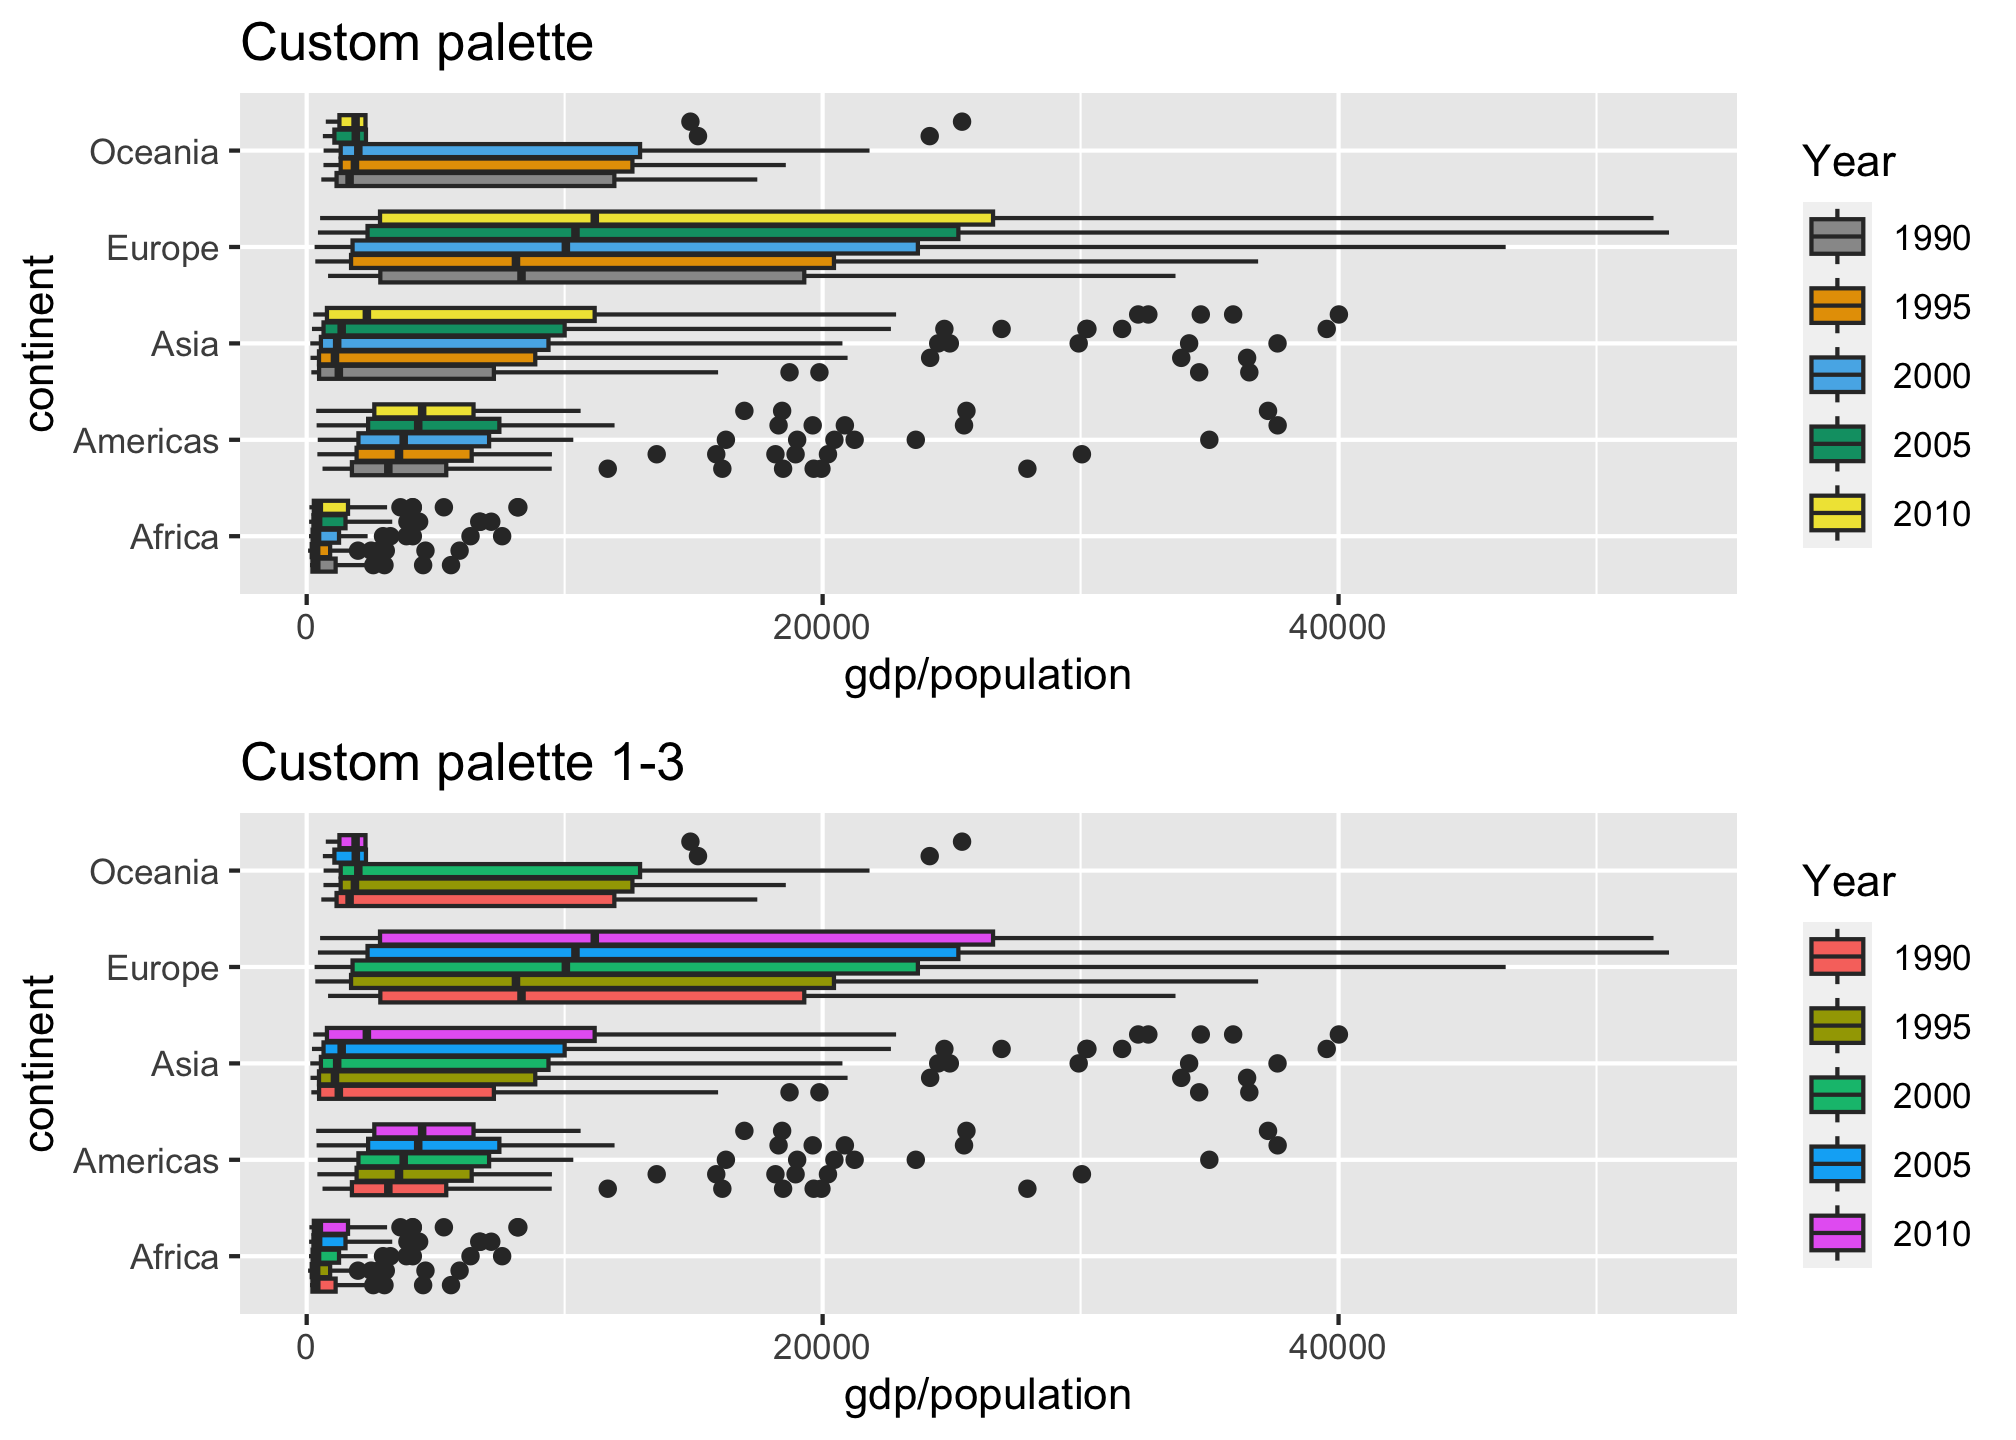 Custom palette
continent
Oceania
Europe
Asia
Americas
Africa
0 20000 40000
gdp/population
Year
1990
1995
2000
2005
2010
Custom palette 1-3
continent
Oceania
Europe
Asia
Americas
Africa
0 20000 40000
gdp/population
Year
1990
1995
2000
2005
2010